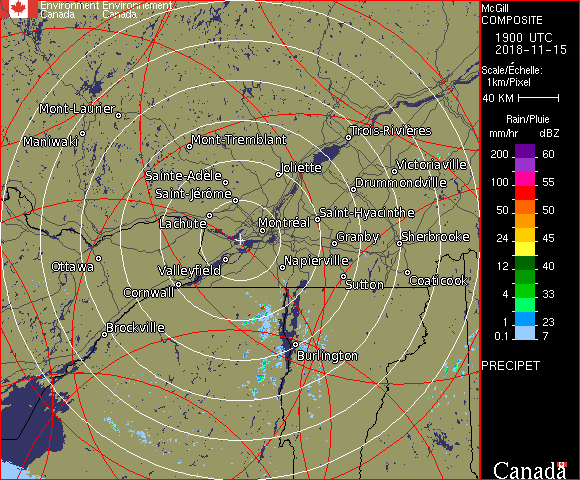 Environment Environnement
Canada Canada
McGill
COMPOSITE
1900 UTC
2018-11-15
Scale/Échelle:
1km/Pixel
40 KM
Rain/Pluie
mm/hr dBZ
200 60
100 55
80 53
50 50
24 45
12 40
4 33
1 23
0.1 7
PRECIPET
Canada
Mont-Laurier
Maniwaki
Mont-Tremblant
Trois-Rivières
Joliette
Victoriaville
Sainte-Adèle
Drummondville
Saint-Jérôme
Saint-Hyacinthe
Lachute
Montréal
Granby
Sherbrooke
Ottawa
Valleyfield
Napierville
Cornwall
Sutton
Coaticook
Brockville
Burlington